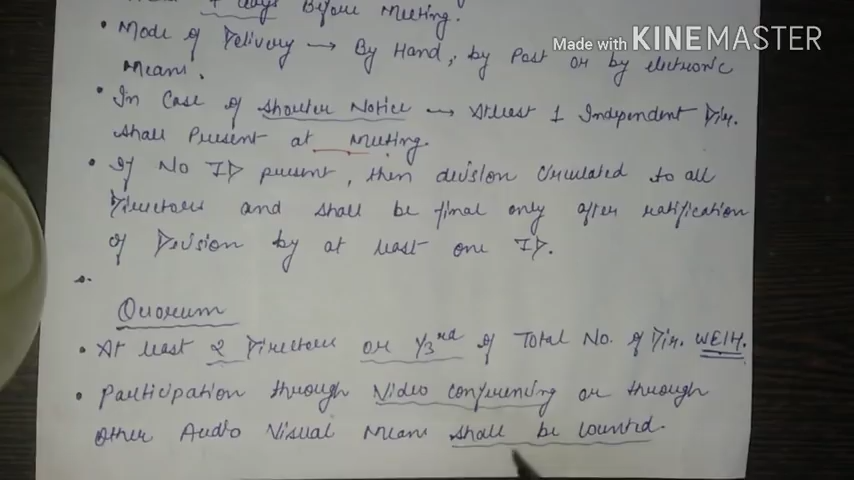 7 days Before Meeting.
• Mode of Delivery → By Hand, by Post or by electronic
Means.
• In Case of Shorter Notice → Atleast 1 Independent Dir.
shall Present at Meeting.
• If No ID present, then decision Circulated to all
Directors and shall be final only after ratification
of Decision by at least one ID.
Quorum
• At least 2 Directors or 1/3rd of Total No. of Dir. WEIH.
• Participation through Video conferencing or through
other Audio Visual Means shall be counted.
Made with KINEMASTER